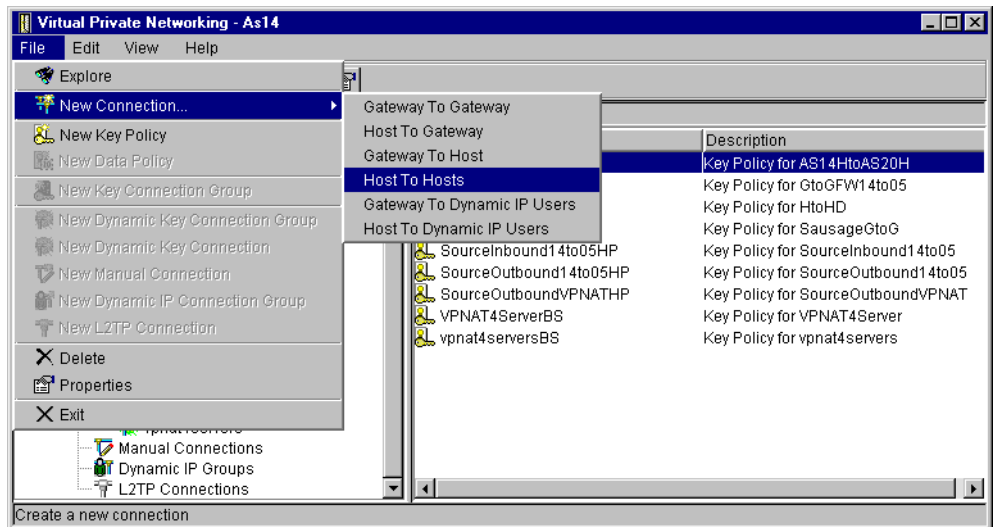 Virtual Private Networking - As14
File Edit View Help
Explore
New Connection...
New Key Policy
New Data Policy
New Key Connection Group
New Dynamic Key Connection Group
New Dynamic Key Connection
New Manual Connection
New Dynamic IP Connection Group
New L2TP Connection
Delete
Properties
Exit
Gateway To Gateway
Host To Gateway
Gateway To Host
Host To Hosts
Gateway To Dynamic IP Users
Host To Dynamic IP Users
Description
Key Policy for AS14HtoAS20H
Key Policy for GtoGFW14to05
Key Policy for HtoHD
Key Policy for SausageGtoG
SourceInbound14to05HP Key Policy for SourceInbound14to05
SourceOutbound14to05HP Key Policy for SourceOutbound14to05
SourceOutboundVPNATHP Key Policy for SourceOutboundVPNAT
VPNAT4ServerBS Key Policy for VPNAT4Server
vpnat4serversBS Key Policy for vpnat4servers
Manual Connections
Dynamic IP Groups
L2TP Connections
Create a new connection